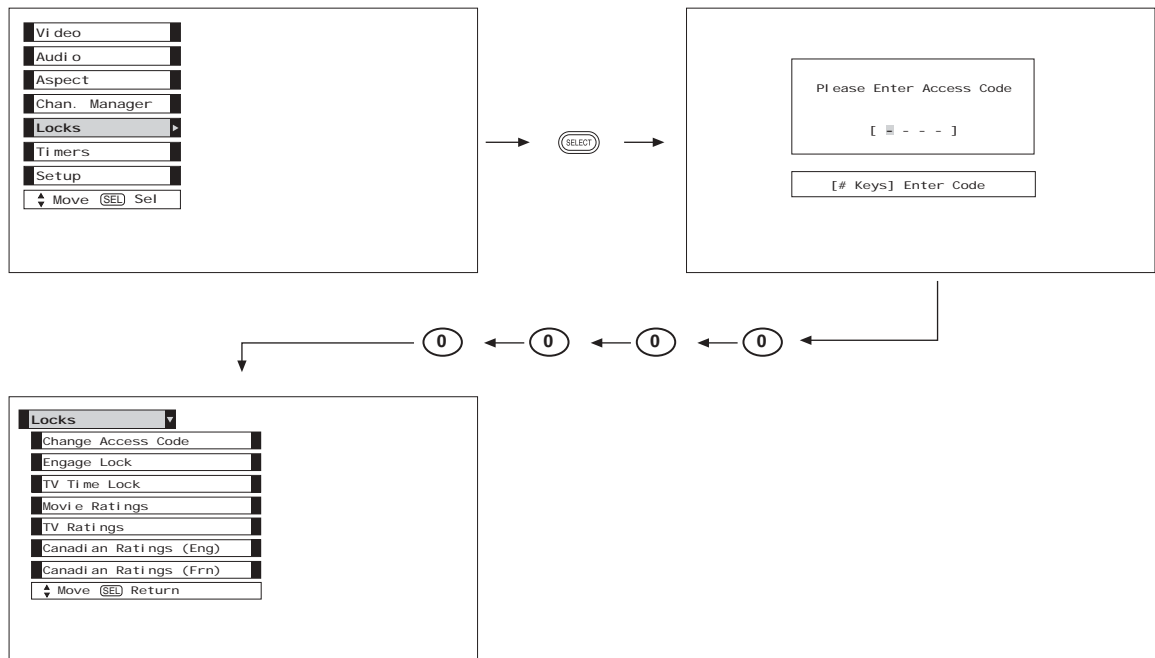 Video
Audio
Aspect
Chan. Manager
Locks
Timers
Setup
Move SEL Sel
SELECT
Please Enter Access Code
[ - - - - ]
[# Keys] Enter Code
0 0 0 0
Locks
Change Access Code
Engage Lock
TV Time Lock
Movie Ratings
TV Ratings
Canadian Ratings (Eng)
Canadian Ratings (Frn)
Move SEL Return